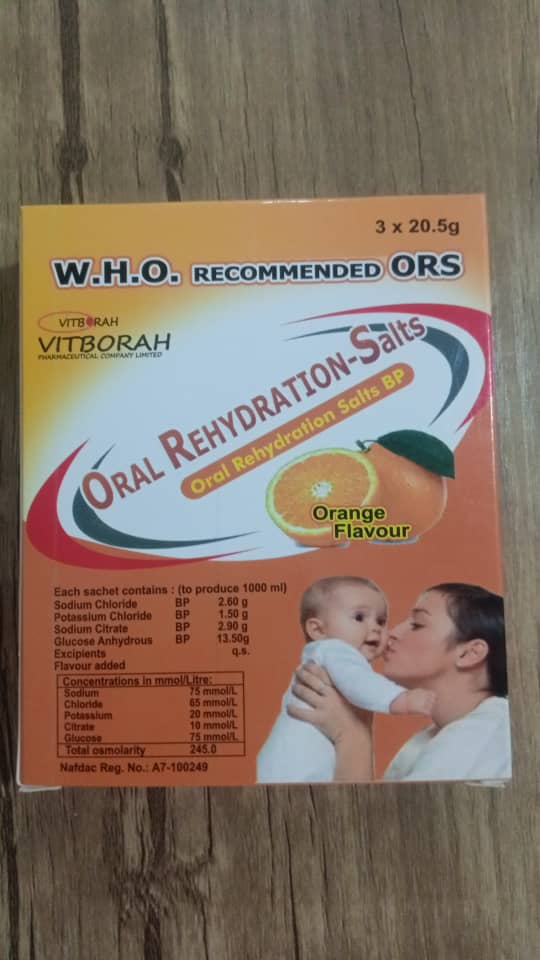 3 x 20.5g
W.H.O. RECOMMENDED ORS
VITBORAH
VITBORAH
PHARMACEUTICAL COMPANY LIMITED
ORAL REHYDRATION-Salts
Oral Rehydration Salts BP
Orange
Flavour
Each sachet contains : (to produce 1000 ml)
Sodium Chloride BP 2.60 g
Potassium Chloride BP 1.50 g
Sodium Citrate BP 2.90 g
Glucose Anhydrous BP 13.50g
Excipients q.s.
Flavour added
Concentrations in mmol/Litre:
Sodium 75 mmol/L
Chloride 65 mmol/L
Potassium 20 mmol/L
Citrate 10 mmol/L
Glucose 75 mmol/L
Total osmolarity 245.0
Nafdac Reg. No.: A7-100249